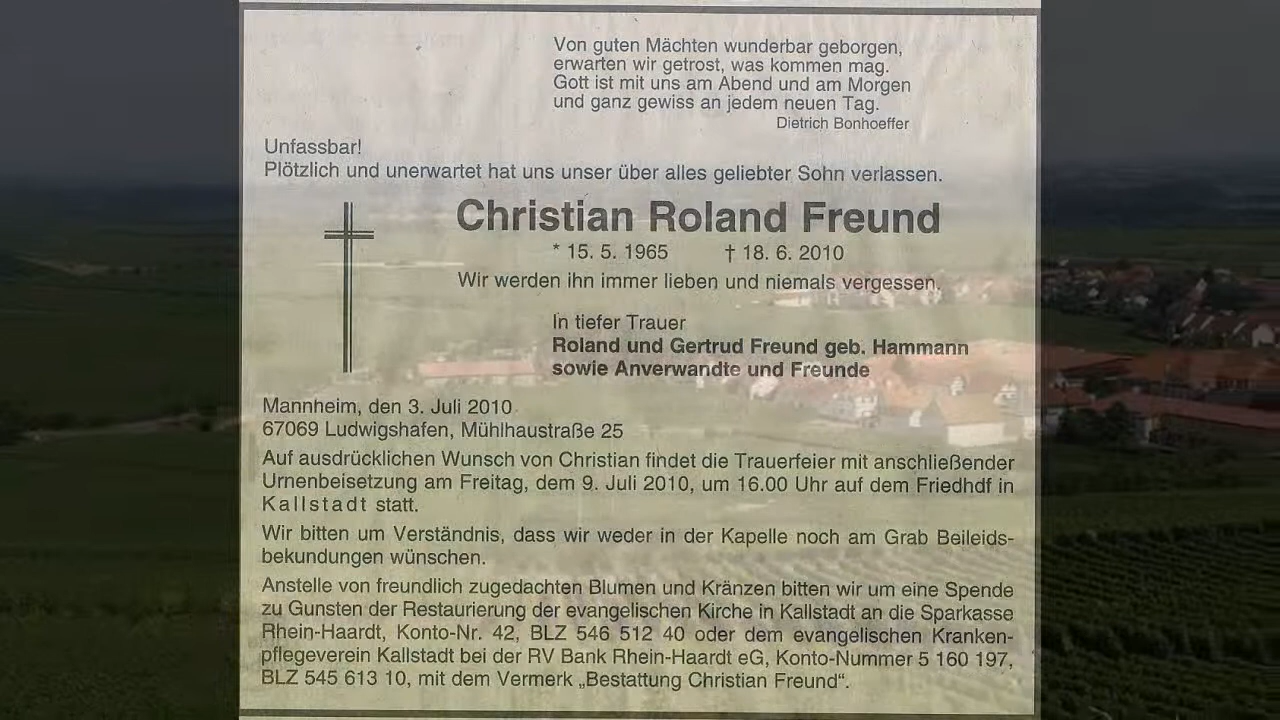 Von guten Mächten wunderbar geborgen,
erwarten wir getrost, was kommen mag.
Gott ist mit uns am Abend und am Morgen
und ganz gewiss an jedem neuen Tag.
Dietrich Bonhoeffer
Unfassbar!
Plötzlich und unerwartet hat uns unser über alles geliebter Sohn verlassen.
Christian Roland Freund
* 15. 5. 1965 † 18. 6. 2010
Wir werden ihn immer lieben und niemals vergessen.
In tiefer Trauer
Roland und Gertrud Freund geb. Hammann
sowie Anverwandte und Freunde
Mannheim, den 3. Juli 2010
67069 Ludwigshafen, Mühlhaustraße 25
Auf ausdrücklichen Wunsch von Christian findet die Trauerfeier mit anschließender
Urnenbeisetzung am Freitag, dem 9. Juli 2010, um 16.00 Uhr auf dem Friedhdf in
Kallstadt statt.
Wir bitten um Verständnis, dass wir weder in der Kapelle noch am Grab Beileids-
bekundungen wünschen.
Anstelle von freundlich zugedachten Blumen und Kränzen bitten wir um eine Spende
zu Gunsten der Restaurierung der evangelischen Kirche in Kallstadt an die Sparkasse
Rhein-Haardt, Konto-Nr. 42, BLZ 546 512 40 oder dem evangelischen Kranken-
pflegeverein Kallstadt bei der RV Bank Rhein-Haardt eG, Konto-Nummer 5 160 197,
BLZ 545 613 10, mit dem Vermerk „Bestattung Christian Freund“.